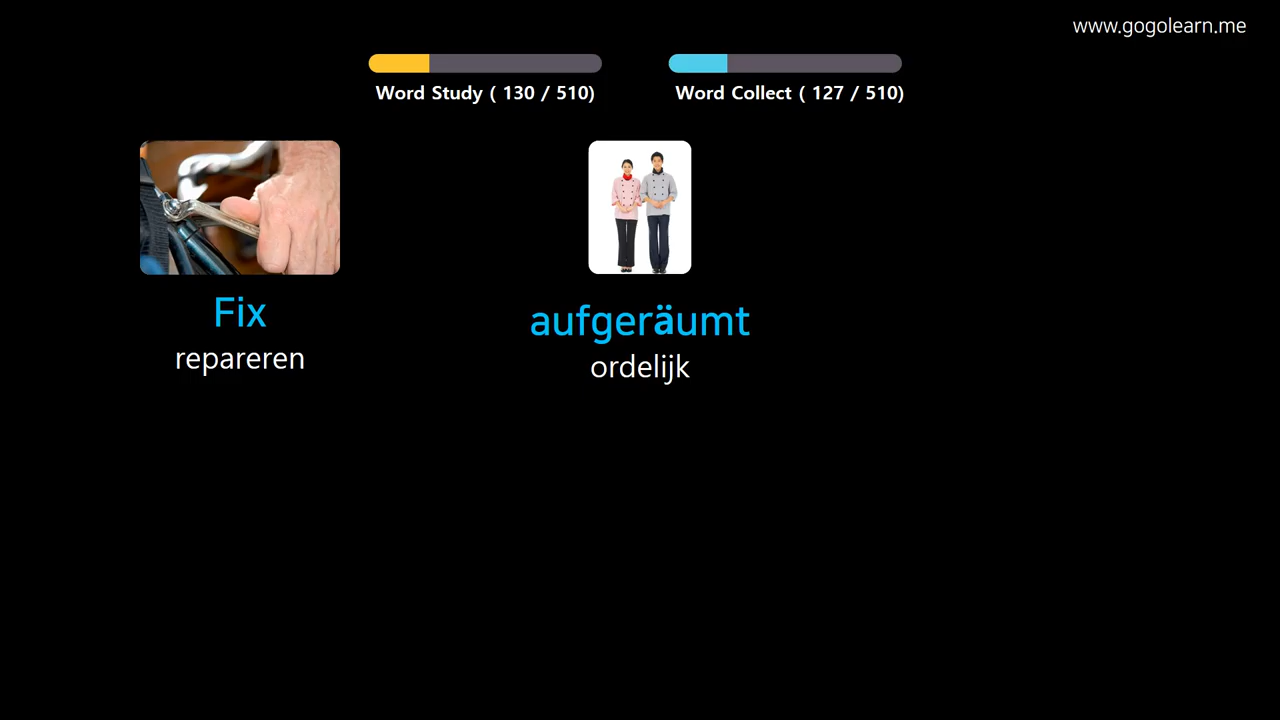 www.gogolearn.me
Word Study ( 130 / 510)
Word Collect ( 127 / 510)
Fix
repareren
aufgeräumt
ordelijk